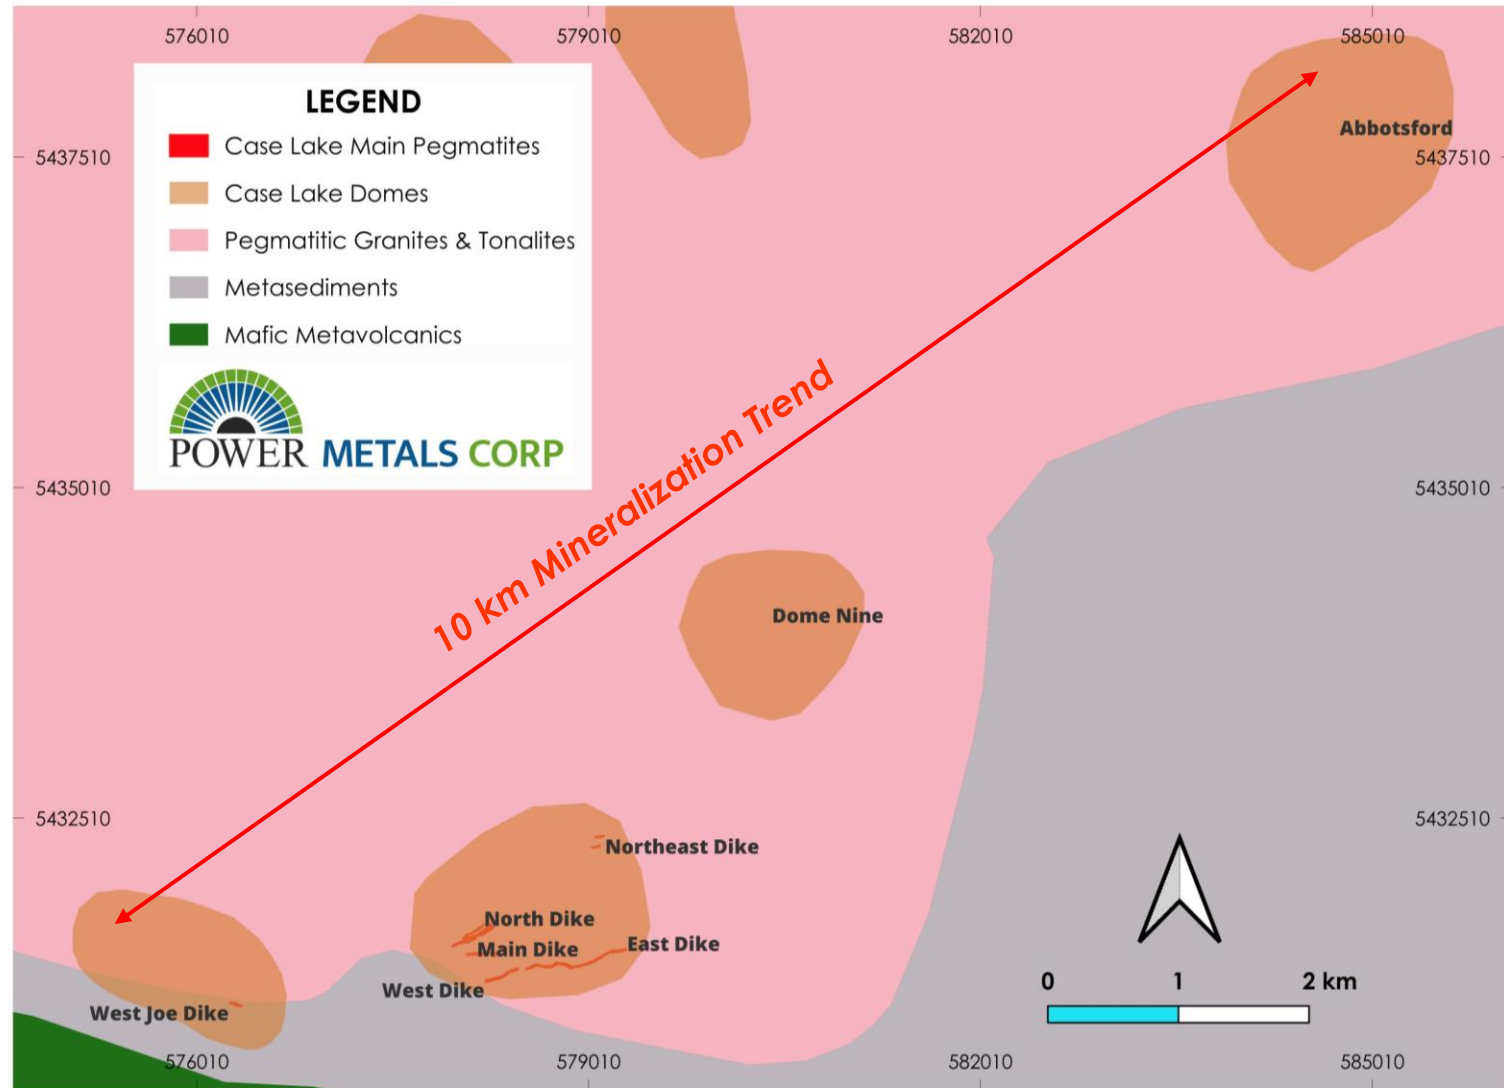 576010 579010 582010 585010
LEGEND
Case Lake Main Pegmatites
Case Lake Domes
Pegmatitic Granites & Tonalites
Metasediments
Mafic Metavolcanics
POWER METALS CORP
Abbotsford
5437510 5437510
10 km Mineralization Trend
5435010 5435010
Dome Nine
5432510 5432510
Northeast Dike
North Dike
Main Dike
East Dike
West Dike
West Joe Dike
0 1 2 km
576010 579010 582010 585010